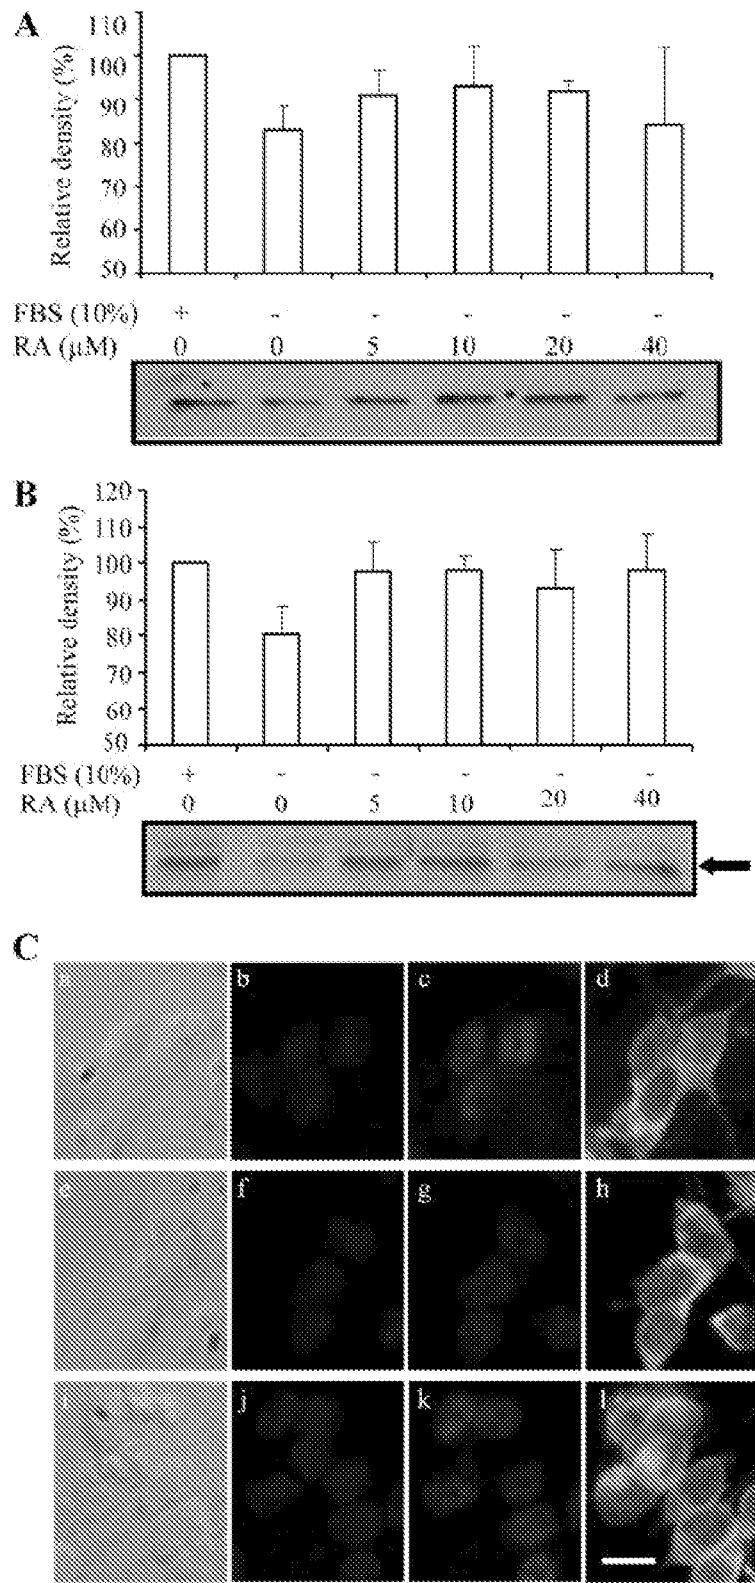 A
Relative density (%)
110
100
90
80
70
60
50
FBS (10%) + - - - - -
RA (μM) 0 0 5 10 20 40
B
Relative density (%)
120
110
100
90
80
70
60
50
FBS (10%) + - - - - -
RA (μM) 0 0 5 10 20 40
C
a b c d
e f g h
i j k l